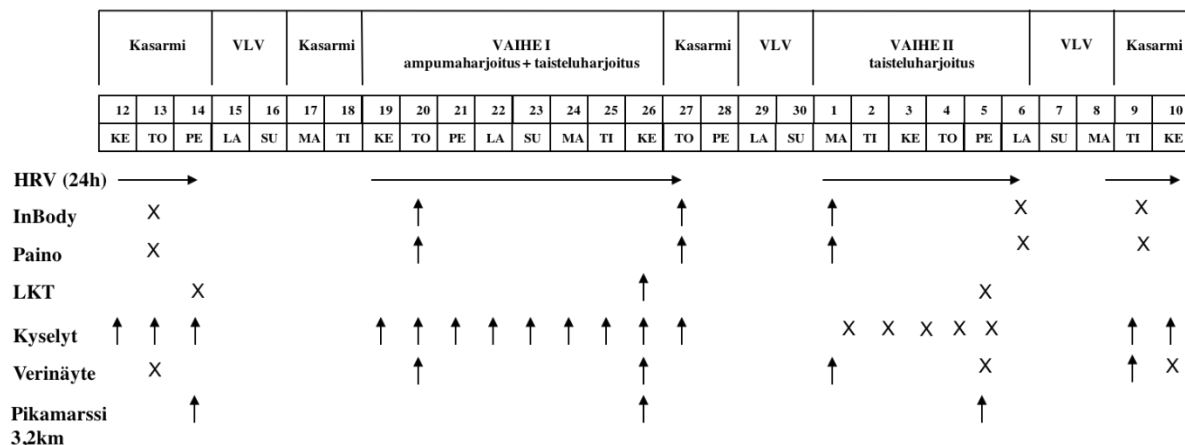 Kasarmi VLV Kasarmi VAIHE I Kasarmi VLV VAIHE II VLV Kasarmi
ampumaharjoitus + taisteluharjoitus taisteluharjoitus
12 13 14 15 16 17 18 19 20 21 22 23 24 25 26 27 28 29 30 1 2 3 4 5 6 7 8 9 10
KE TO PE LA SU MA TI KE TO PE LA SU MA TI KE TO PE LA SU MA TI KE TO PE LA SU MA TI KE
HRV (24h)
InBody X X X
Paino X X X
LKT X X
Kyselyt X X X X X
Verinäyte X X X
Pikamarssi
3,2km